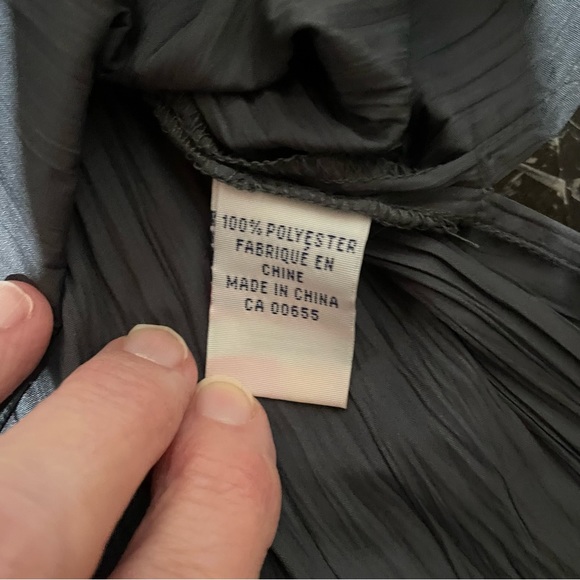 100% POLYESTER
FABRIQUÉ EN
CHINE
MADE IN CHINA
CA 00655